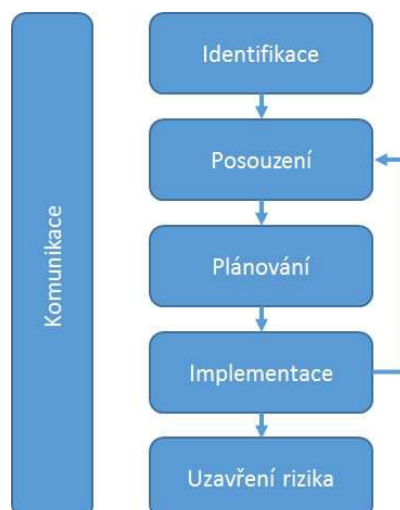 Komunikace
Identifikace
Posouzení
Plánování
Implementace
Uzavření rizika